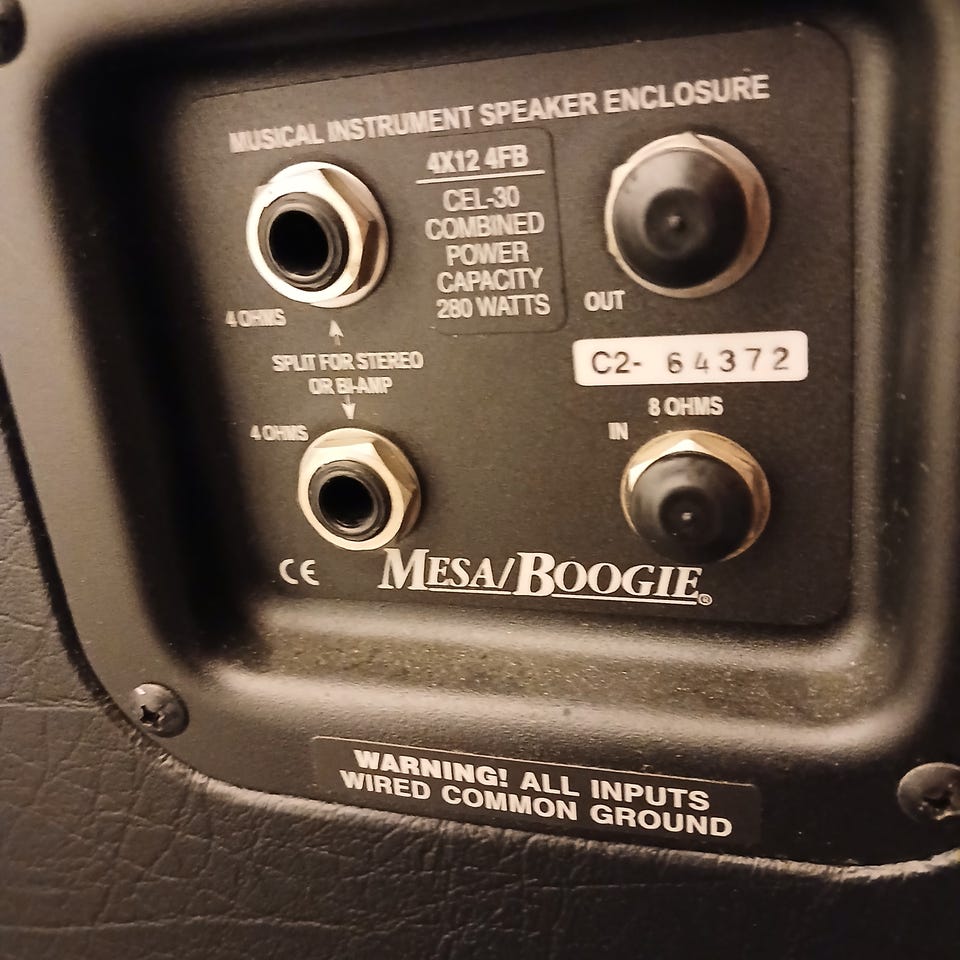 MUSICAL INSTRUMENT SPEAKER ENCLOSURE
4X12 4FB
CEL-30
COMBINED
POWER
CAPACITY
280 WATTS
4 OHMS
OUT
SPLIT FOR STEREO
OR BI-AMP
C2- 64372
8 OHMS
4 OHMS
IN
CE
MESA/BOOGIE®
WARNING! ALL INPUTS
WIRED COMMON GROUND